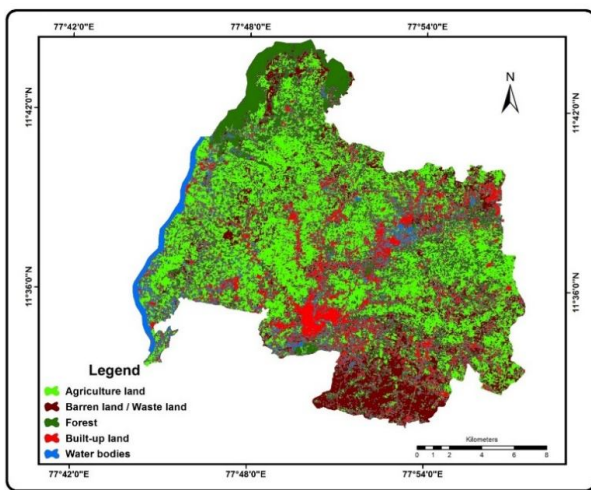 77°42'0"E 77°48'0"E 77°54'0"E
N
11°42'0"N 11°42'0"N
11°36'0"N 11°36'0"N
Legend
Agriculture land
Barren land / Waste land
Forest
Built-up land
Water bodies
Kilometers
0 1 2 4 6 8
77°42'0"E 77°48'0"E 77°54'0"E